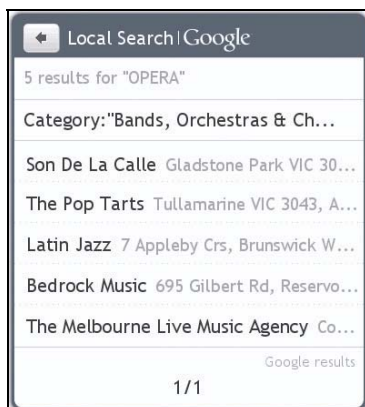 Local Search|Google
5 results for "OPERA"
Category:"Bands, Orchestras & Ch...
Son De La Calle Gladstone Park VIC 30...
The Pop Tarts Tullamarine VIC 3043, A...
Latin Jazz 7 Appleby Crs, Brunswick W...
Bedrock Music 695 Gilbert Rd, Reservo...
The Melbourne Live Music Agency Co...
Google results
1/1